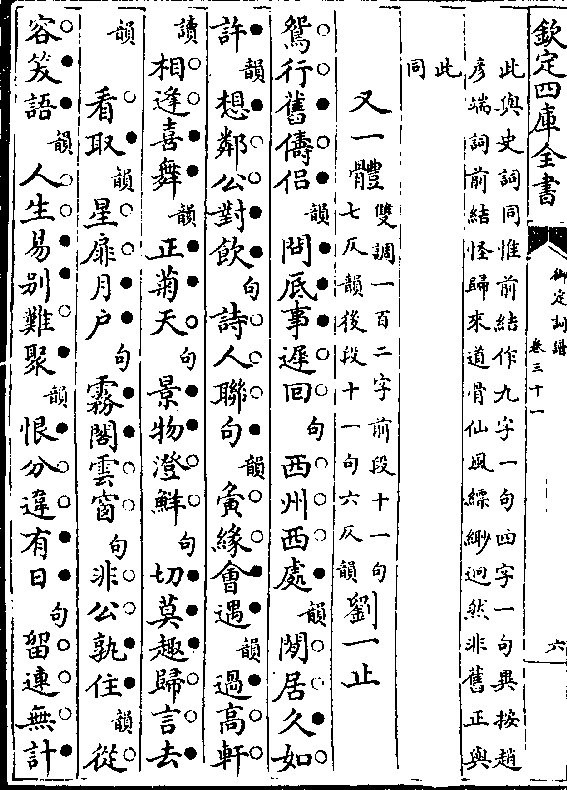 欽定四庫全書
御定詞譜
卷三十一
六
此與史詞同惟前結作九字一句四字一句異按趙
彥端詞前結怪歸來道骨仙風縹緲迥然非舊正與
此
同
又一體
雙調一百二字前段十一句
七仄韻後段十一句六仄韻
劉一止
鴛行舊儔侶韻問底事遲回句西州西處韻閒居久如
許韻想鄰公對飲句詩人聯句韻夤緣會遇韻過高軒
讀相逢喜舞韻正菊天句景物澄鮮句切莫趣歸言去
韻 看取韻星扉月户句霧閣雲窗句非公孰住韻從
容笑語韻人生易别難聚韻恨分違有日句留連無計